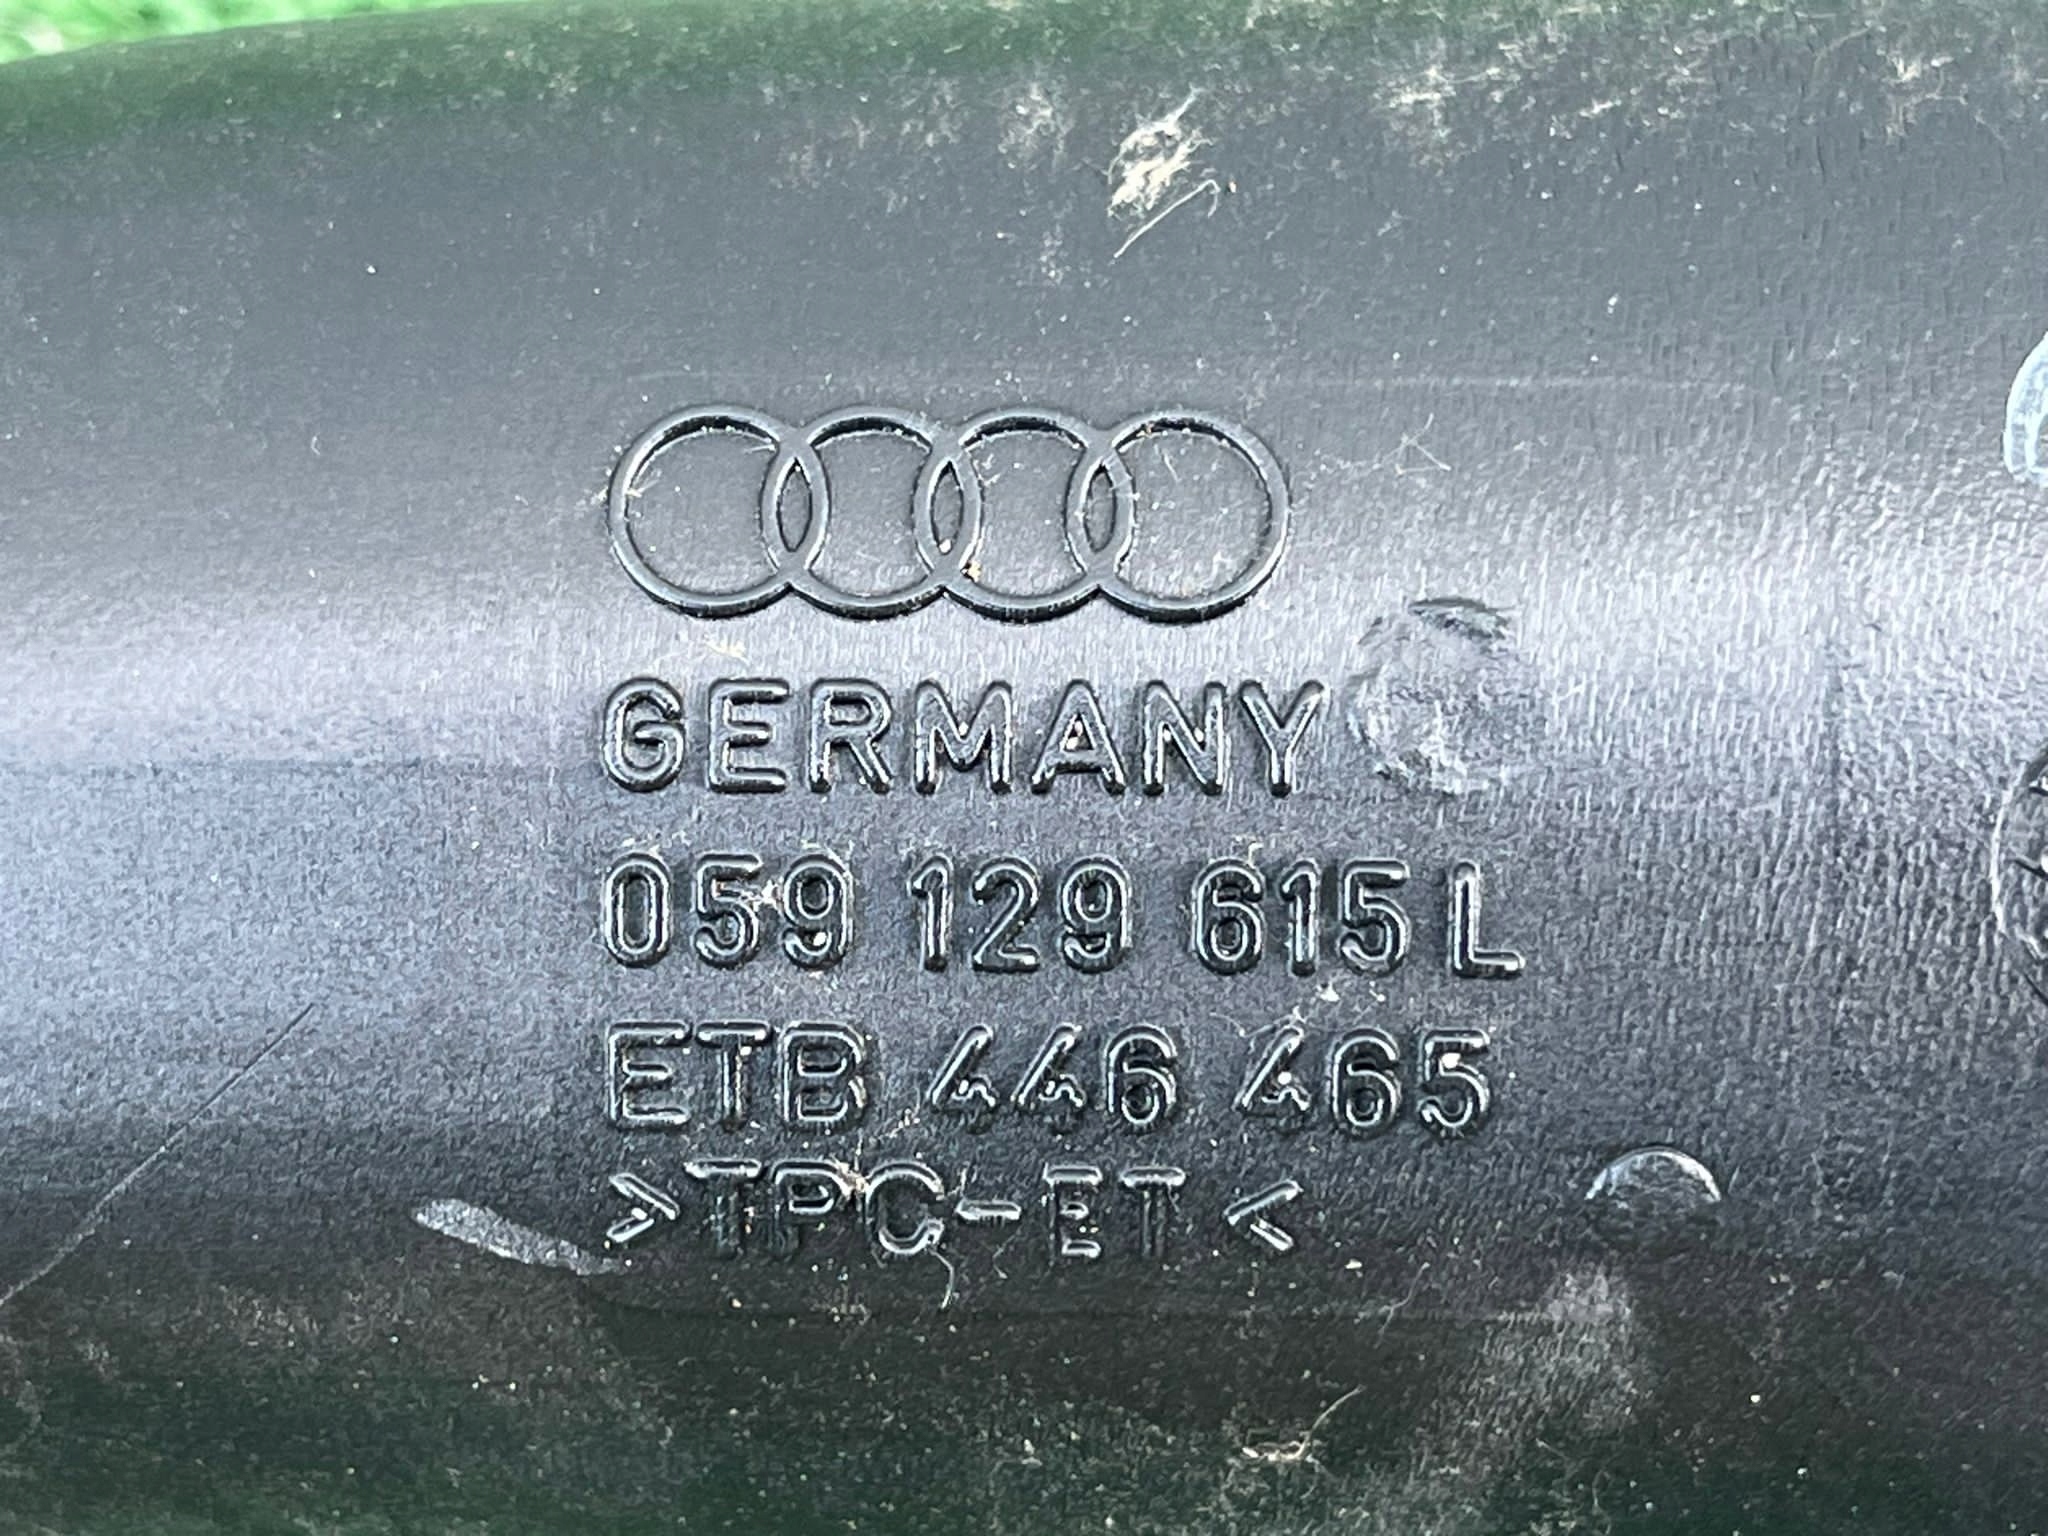 GERMANY
059 129 615 L
ETB 446 465
>TPC-ET<